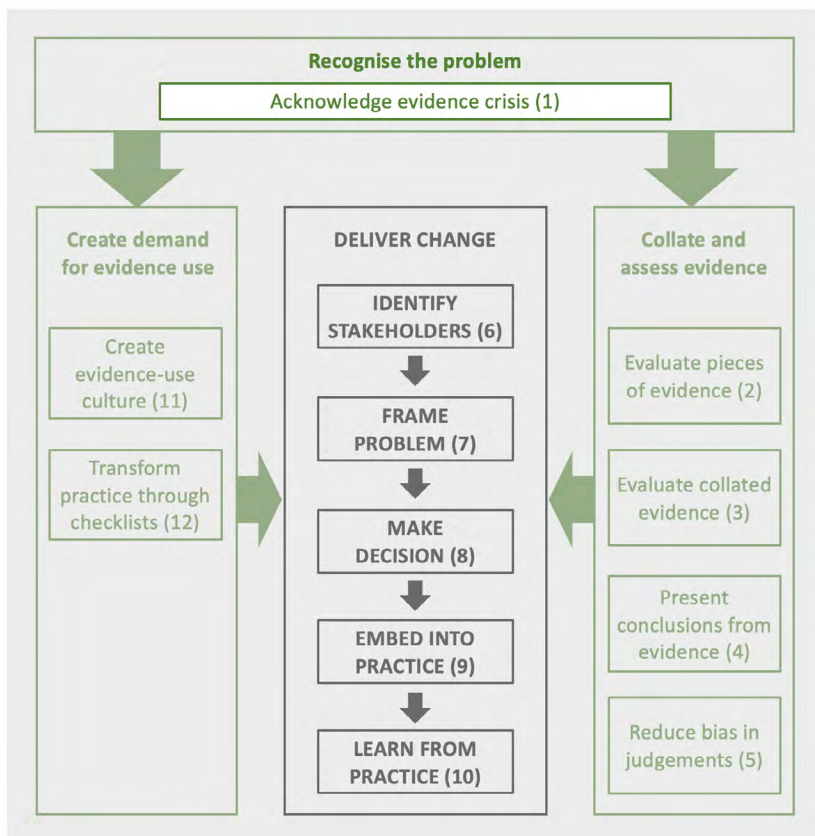 Recognise the problem
Acknowledge evidence crisis (1)
Create demand
for evidence use
Create
evidence-use
culture (11)
Transform
practice through
checklists (12)
DELIVER CHANGE
IDENTIFY
STAKEHOLDERS (6)
FRAME
PROBLEM (7)
MAKE
DECISION (8)
EMBED INTO
PRACTICE (9)
LEARN FROM
PRACTICE (10)
Collate and
assess evidence
Evaluate pieces
of evidence (2)
Evaluate collated
evidence (3)
Present
conclusions from
evidence (4)
Reduce bias in
judgements (5)